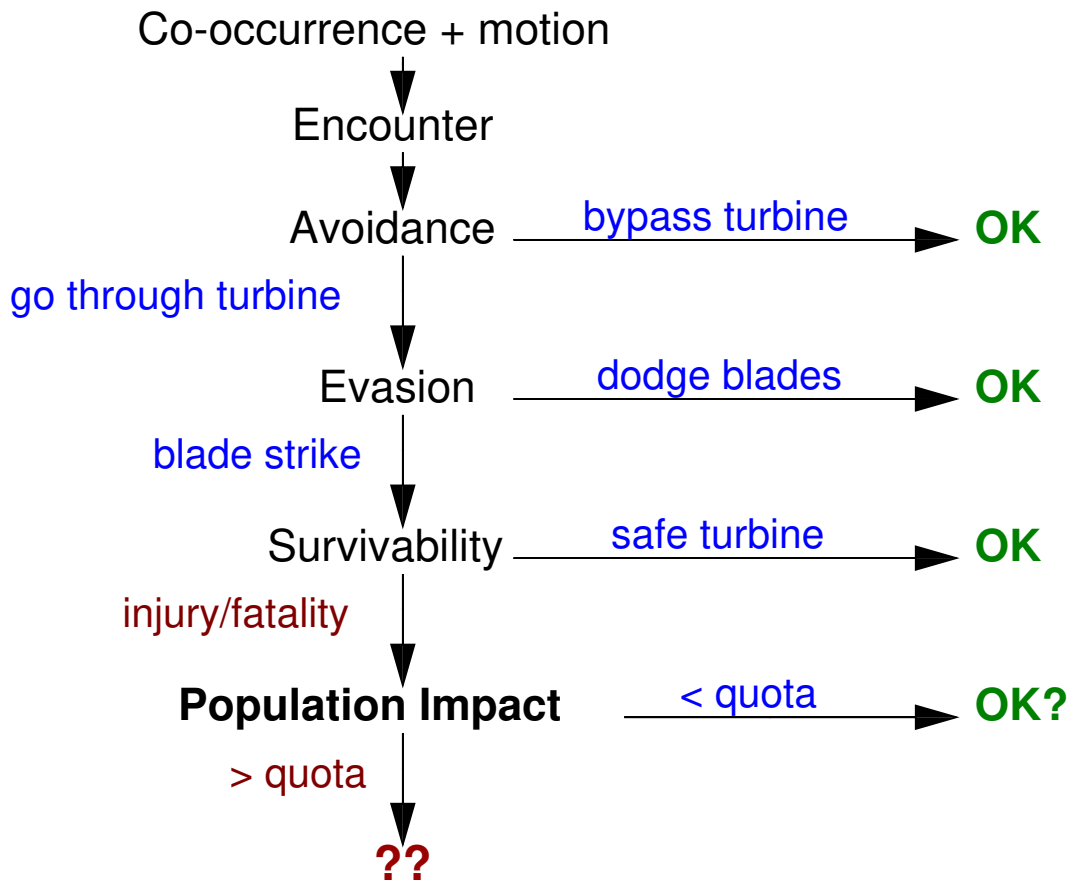 Co-occurrence + motion
Encounter
Avoidance
bypass turbine
OK
go through turbine
Evasion
dodge blades
OK
blade strike
Survivability
safe turbine
OK
injury/fatality
Population Impact
< quota
OK?
> quota
??